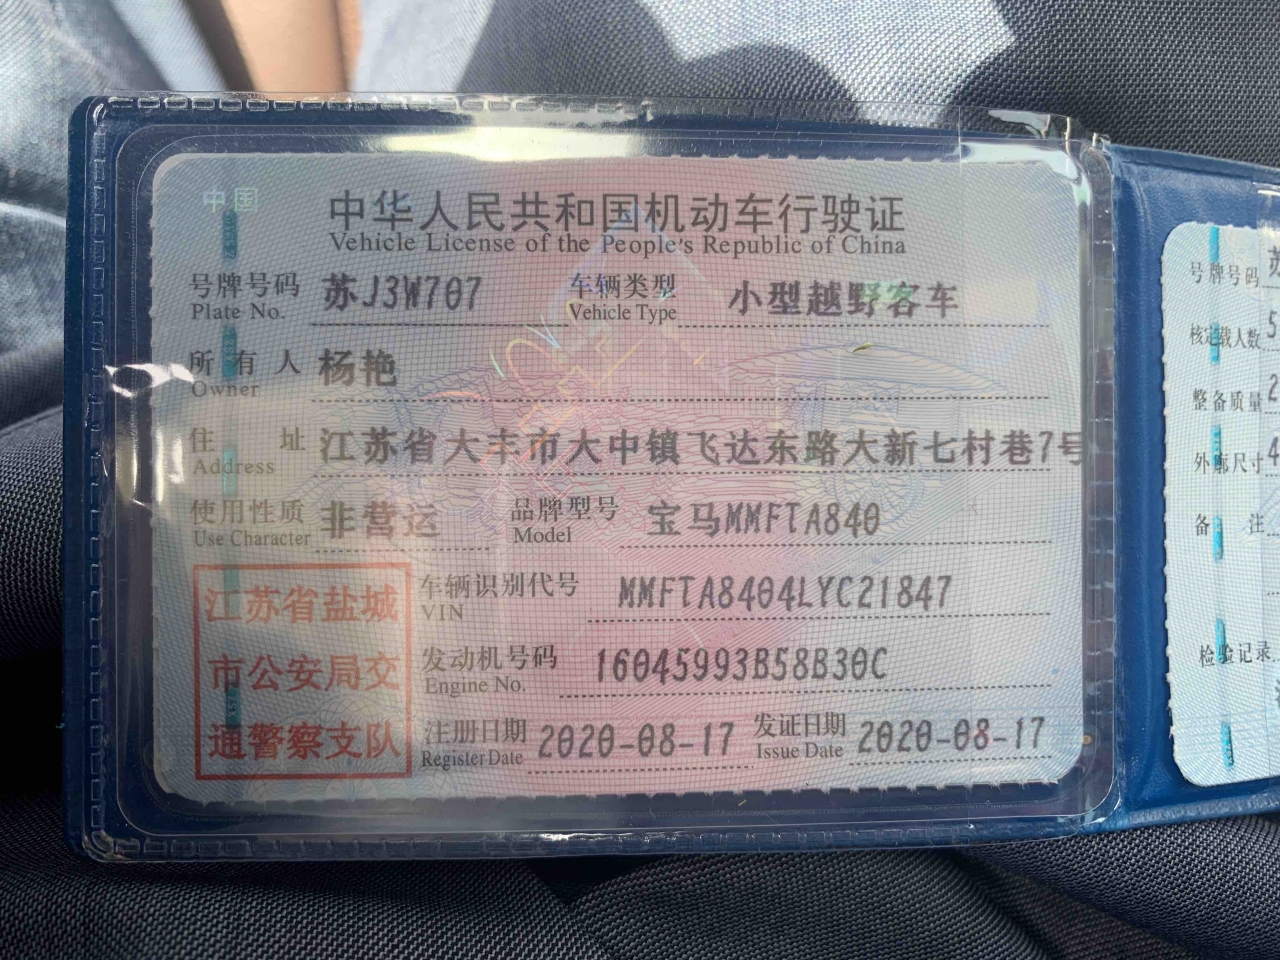 中国
中华人民共和国机动车行驶证
Vehicle License of the People's Republic of China
号牌号码 苏J3W707 车辆类型 小型越野客车
Plate No. Vehicle Type
所有人 杨艳
Owner
住址 江苏省大丰市大中镇飞达东路大新七村巷7号
Address
使用性质 非营运 品牌型号 宝马MMFTA840
Use Character Model
江苏省盐城
市公安局交
通警察支队
车辆识别代号 MMFTA8404LYC21847
VIN
发动机号码 16045993B58B30C
Engine No.
注册日期 2020-08-17 发证日期 2020-08-17
Register Date Issue Date
号牌号码
核定载人数 5
整备质量 2
外廓尺寸 4
备注
检验记录